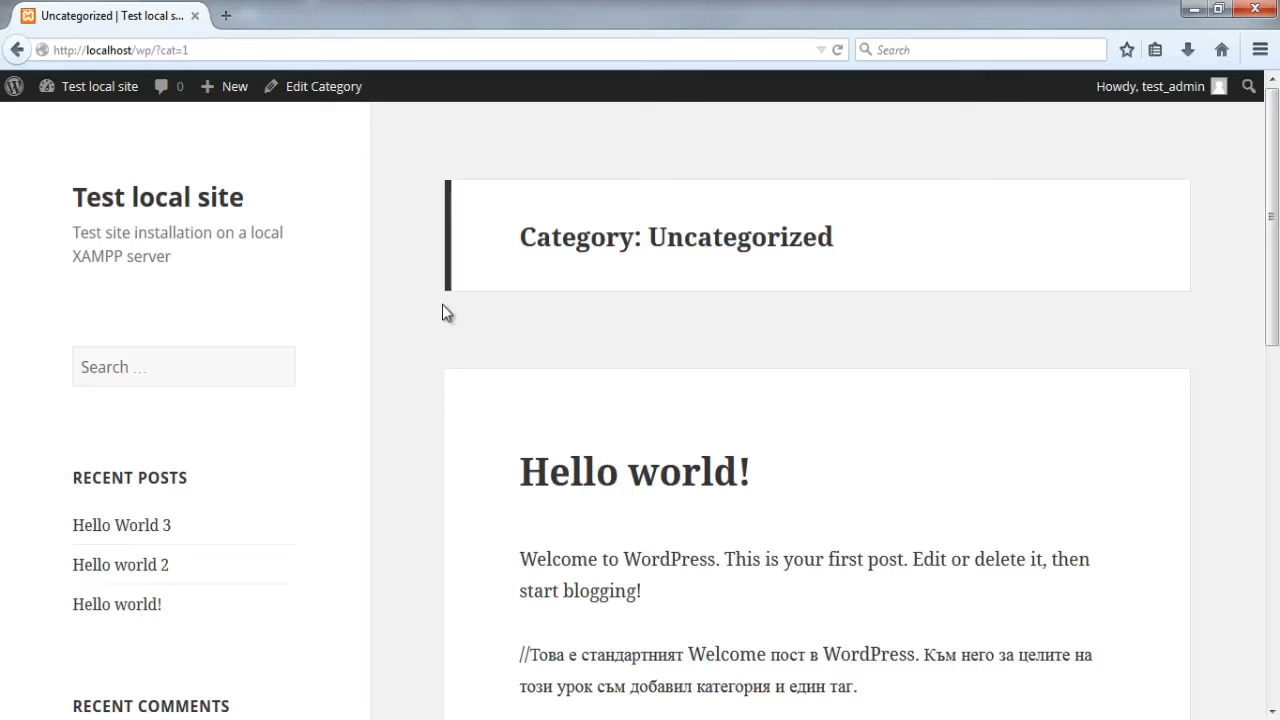 Uncategorized | Test local s...
http://localhost/wp/?cat=1
Search
Test local site
0
New
Edit Category
Howdy, test_admin
Test local site
Test site installation on a local
XAMPP server
Search ...
RECENT POSTS
Hello World 3
Hello world 2
Hello world!
RECENT COMMENTS
Category: Uncategorized
Hello world!
Welcome to WordPress. This is your first post. Edit or delete it, then
start blogging!
//Това е стандартният Welcome пост в WordPress. Към него за целите на
този урок съм добавил категория и един таг.